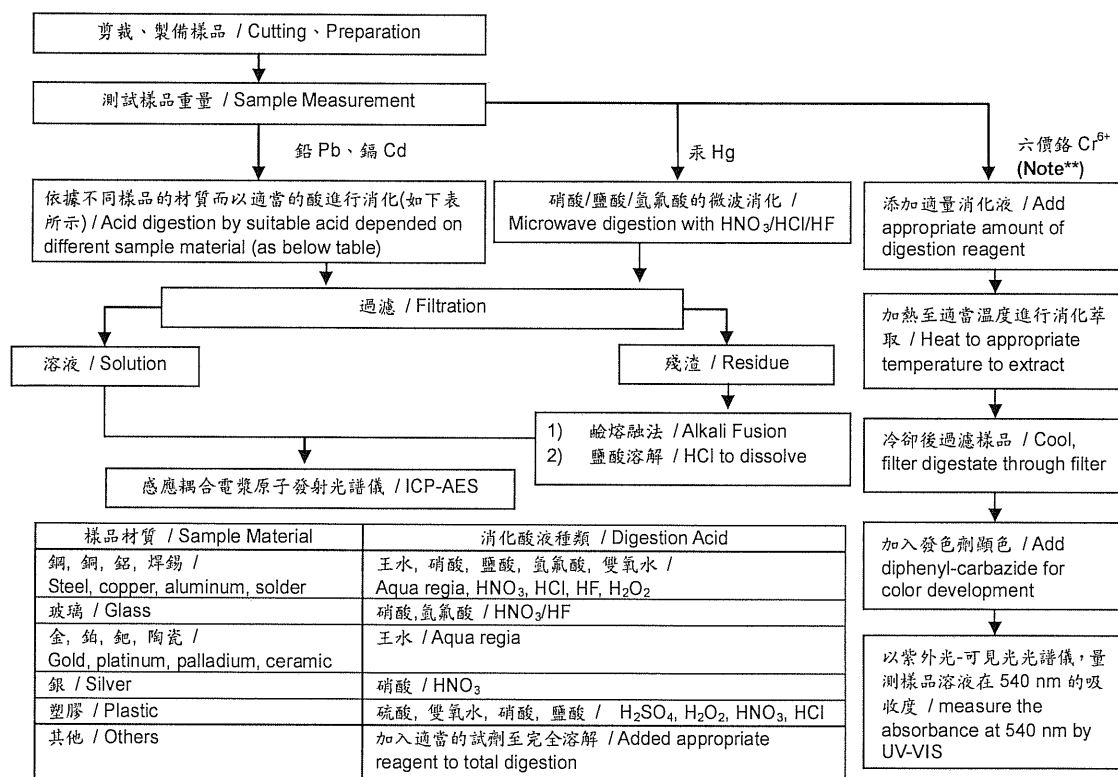 剪裁、製備樣品 / Cutting、Preparation
測試樣品重量 / Sample Measurement
鉛 Pb、鎘 Cd
汞 Hg
六價鉻 Cr⁶⁺
(Note**)
依據不同樣品的材質而以適當的酸進行消化(如下表
所示) / Acid digestion by suitable acid depended on
different sample material (as below table)
硝酸/鹽酸/氫氟酸的微波消化 /
Microwave digestion with HNO₃/HCl/HF
添加適量消化液 / Add
appropriate amount of
digestion reagent
過濾 / Filtration
加熱至適當溫度進行消化萃
取 / Heat to appropriate
temperature to extract
溶液 / Solution
殘渣 / Residue
1) 鹼熔融法 / Alkali Fusion
2) 鹽酸溶解 / HCl to dissolve
冷卻後過濾樣品 / Cool,
filter digestate through filter
感應耦合電漿原子發射光譜儀 / ICP-AES
加入發色劑顯色 / Add
diphenyl-carbazide for
color development
以紫外光-可見光光譜儀,量
測樣品溶液在 540 nm 的吸
收度 / measure the
absorbance at 540 nm by
UV-VIS
樣品材質 / Sample Material
消化酸液種類 / Digestion Acid
鋼, 銅, 鋁, 焊錫 /
Steel, copper, aluminum, solder
王水, 硝酸, 鹽酸, 氫氟酸, 雙氧水 /
Aqua regia, HNO₃, HCl, HF, H₂O₂
玻璃 / Glass
硝酸,氫氟酸 / HNO₃/HF
金, 鉑, 鈀, 陶瓷 /
Gold, platinum, palladium, ceramic
王水 / Aqua regia
銀 / Silver
硝酸 / HNO₃
塑膠 / Plastic
硫酸, 雙氧水, 硝酸, 鹽酸 / H₂SO₄, H₂O₂, HNO₃, HCl
其他 / Others
加入適當的試劑至完全溶解 / Added appropriate
reagent to total digestion